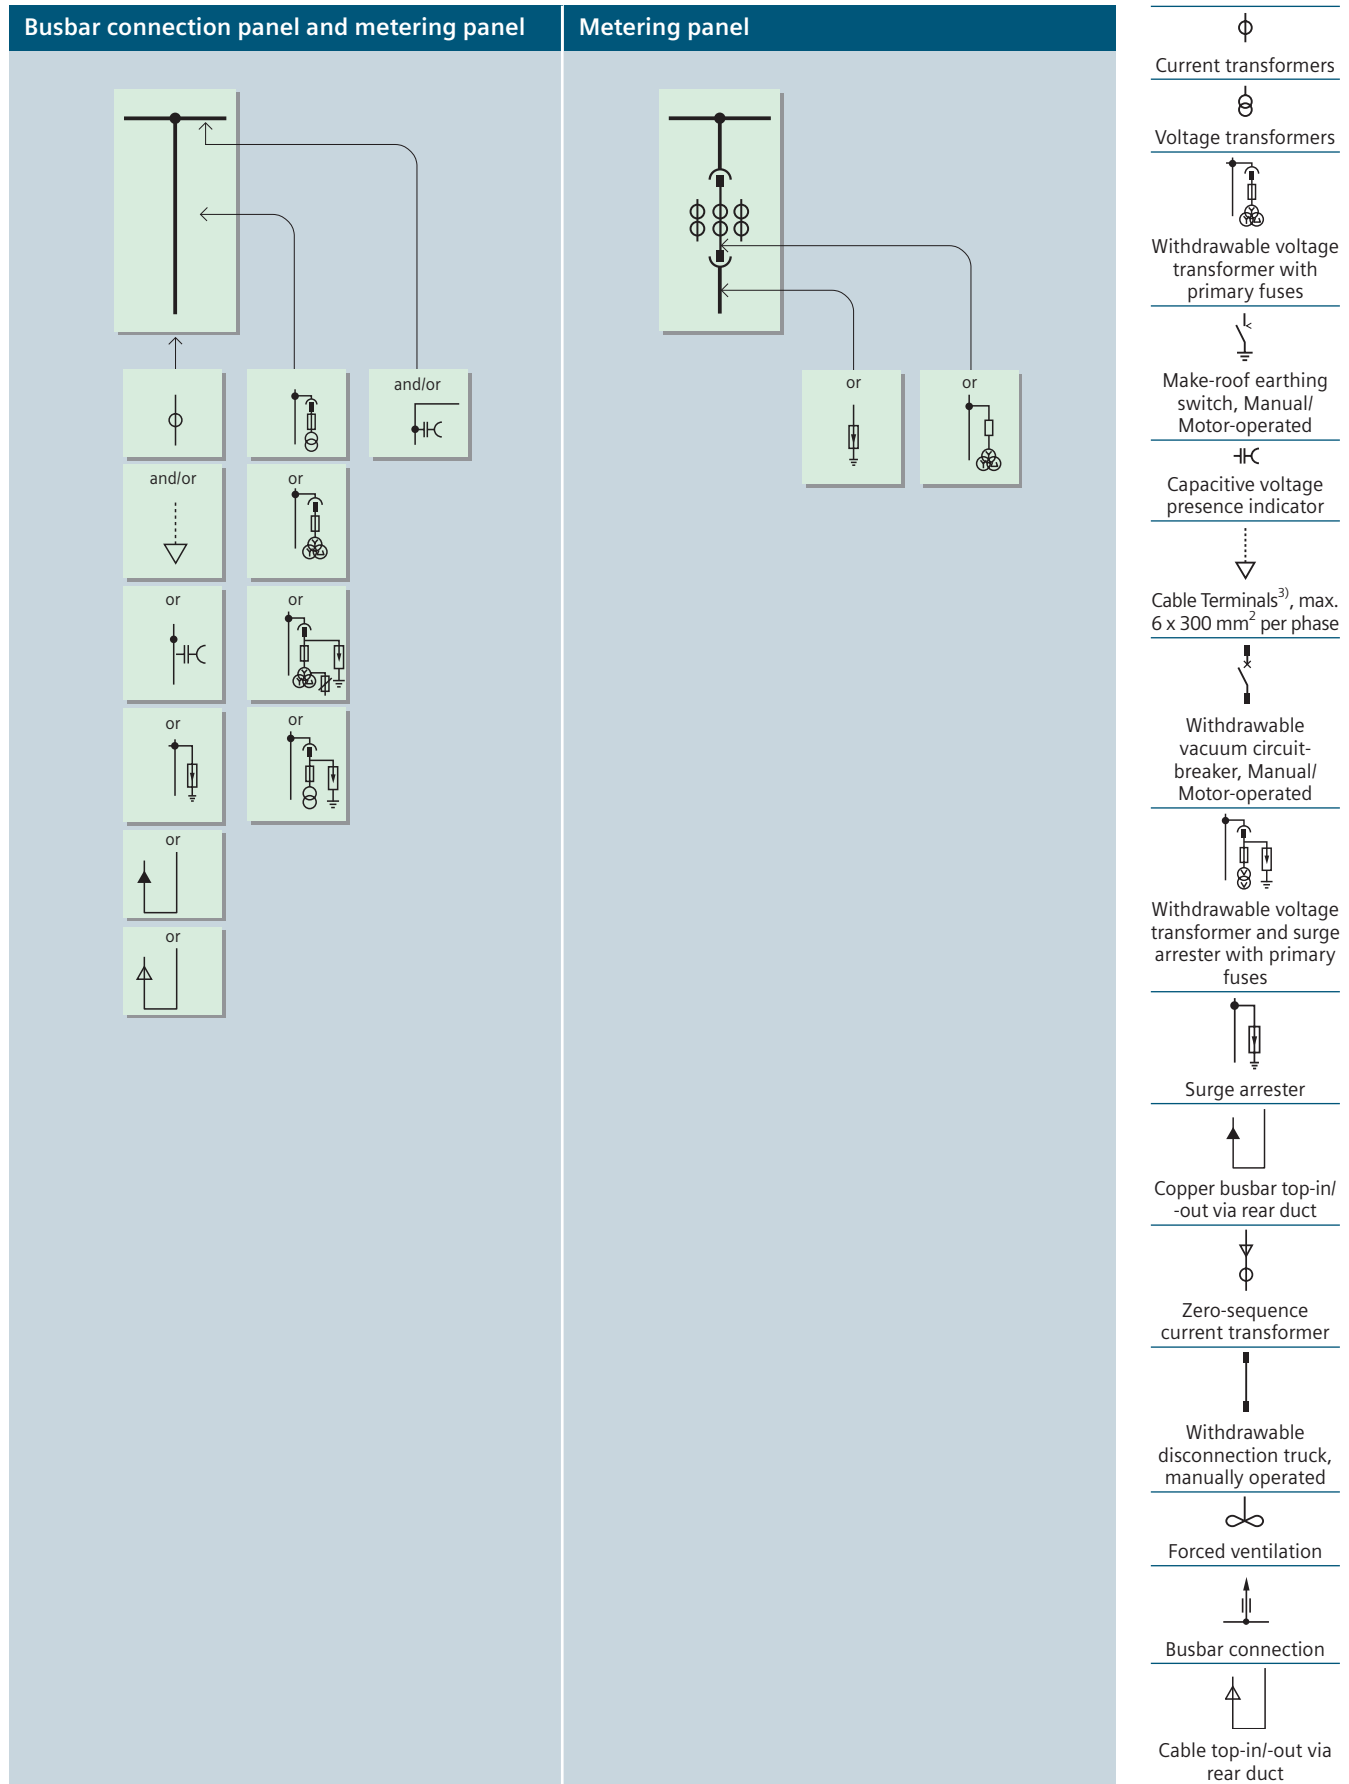 Busbar connection panel and metering panel
Metering panel
and/or
and/or
or
or
or
or
or
or
or
or
or
Current transformers
Voltage transformers
Withdrawable voltage
transformer with
primary fuses
Make-roof earthing
switch, Manual/
Motor-operated
Capacitive voltage
presence indicator
Cable Terminals3), max.
6 x 300 mm2 per phase
Withdrawable
vacuum circuit-
breaker, Manual/
Motor-operated
Withdrawable voltage
transformer and surge
arrester with primary
fuses
Surge arrester
Copper busbar top-in/
-out via rear duct
Zero-sequence
current transformer
Withdrawable
disconnection truck,
manually operated
Forced ventilation
Busbar connection
Cable top-in/-out via
rear duct